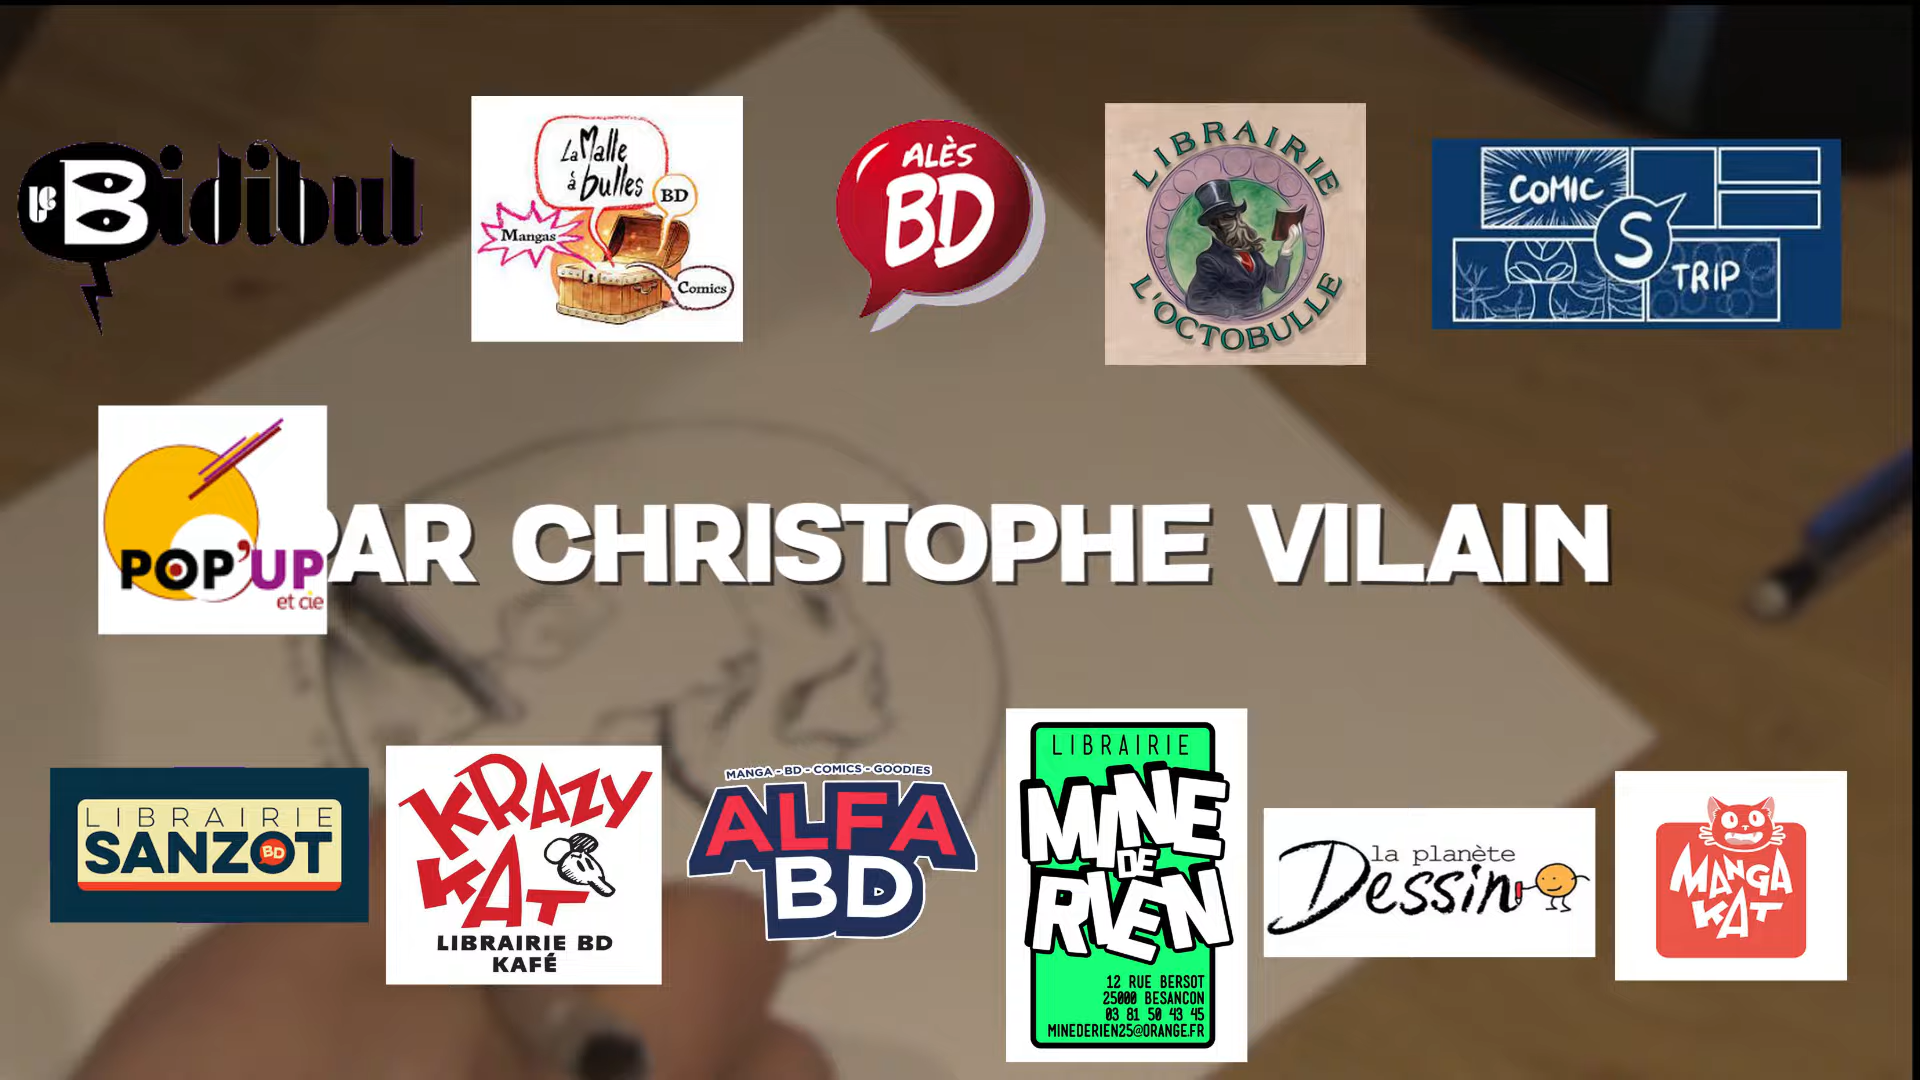 Le Bidibul
La Malle
à bulles
BD
Mangas
Comics
ALÈS
BD
LIBRAIRIE
L'OCTOBULLE
COMIC
S
TRIP
POP'UP
et cie
PAR CHRISTOPHE VILAIN
LIBRAIRIE
SANZOT
BD
KRAZY
KAT
LIBRAIRIE BD
KAFÉ
MANGA - BD - COMICS - GOODIES
ALFA
BD
LIBRAIRIE
MINE
DE
RIEN
12 RUE BERSOT
25000 BESANCON
03 81 50 43 45
MINEDERIEN25@ORANGE.FR
la planète
Dessin
MANGA
KAT